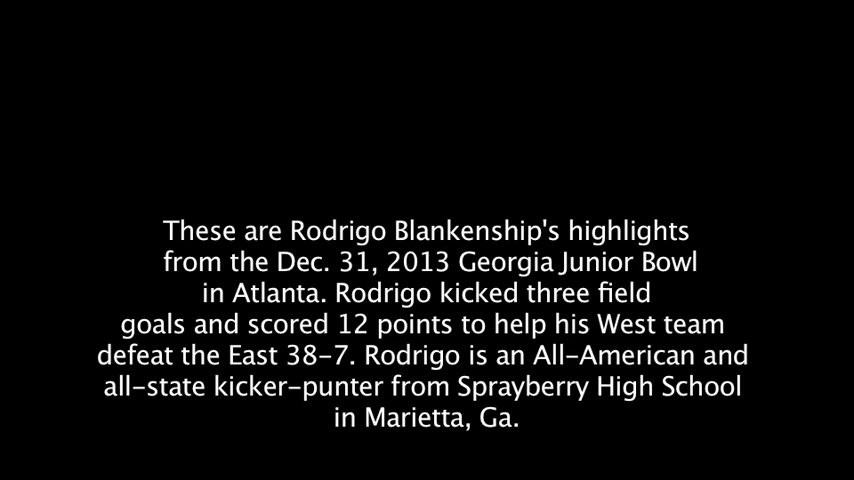 These are Rodrigo Blankenship's highlights
from the Dec. 31, 2013 Georgia Junior Bowl
in Atlanta. Rodrigo kicked three field
goals and scored 12 points to help his West team
defeat the East 38-7. Rodrigo is an All-American and
all-state kicker-punter from Sprayberry High School
in Marietta, Ga.